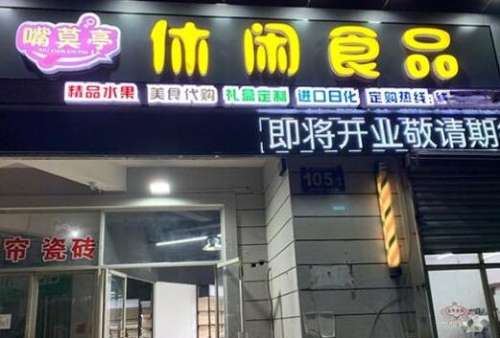 嘴莫亭
休闲食品
精品水果 美食代购 礼盒定制 进口日化 定购热线:
即将开业敬请期
105
帘 瓷砖